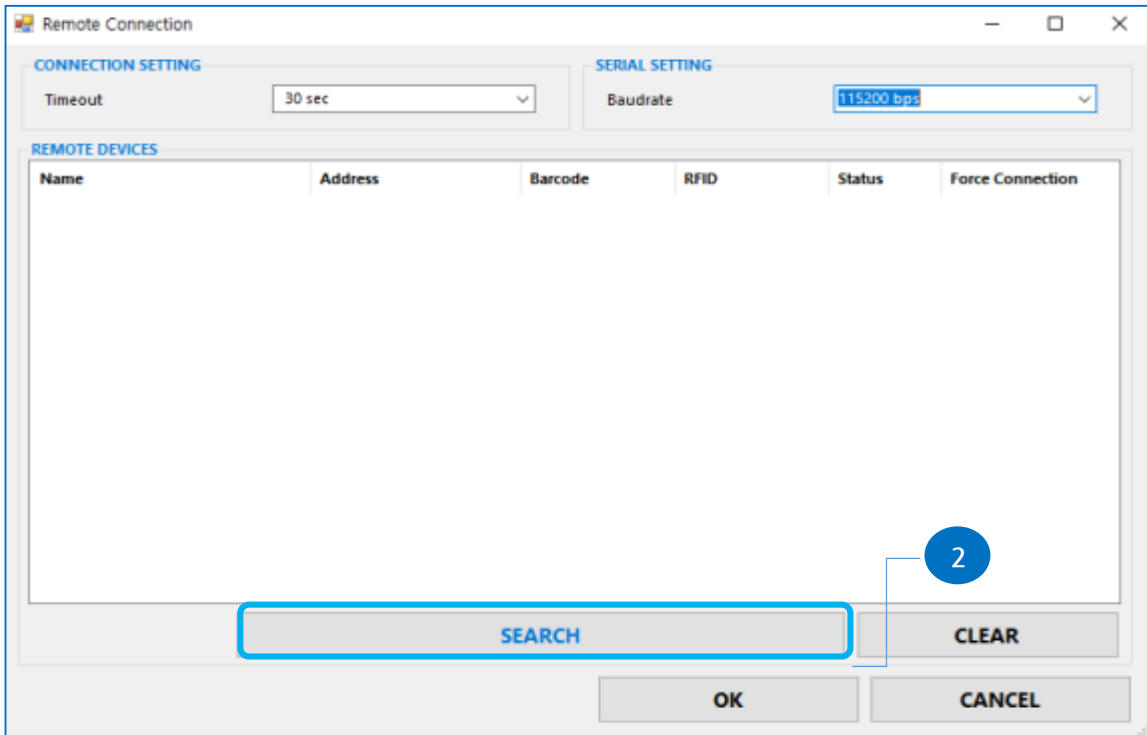 Remote Connection
CONNECTION SETTING
Timeout 30 sec
SERIAL SETTING
Baudrate 115200 bps
REMOTE DEVICES
Name Address Barcode RFID Status Force Connection
2
SEARCH CLEAR
OK CANCEL